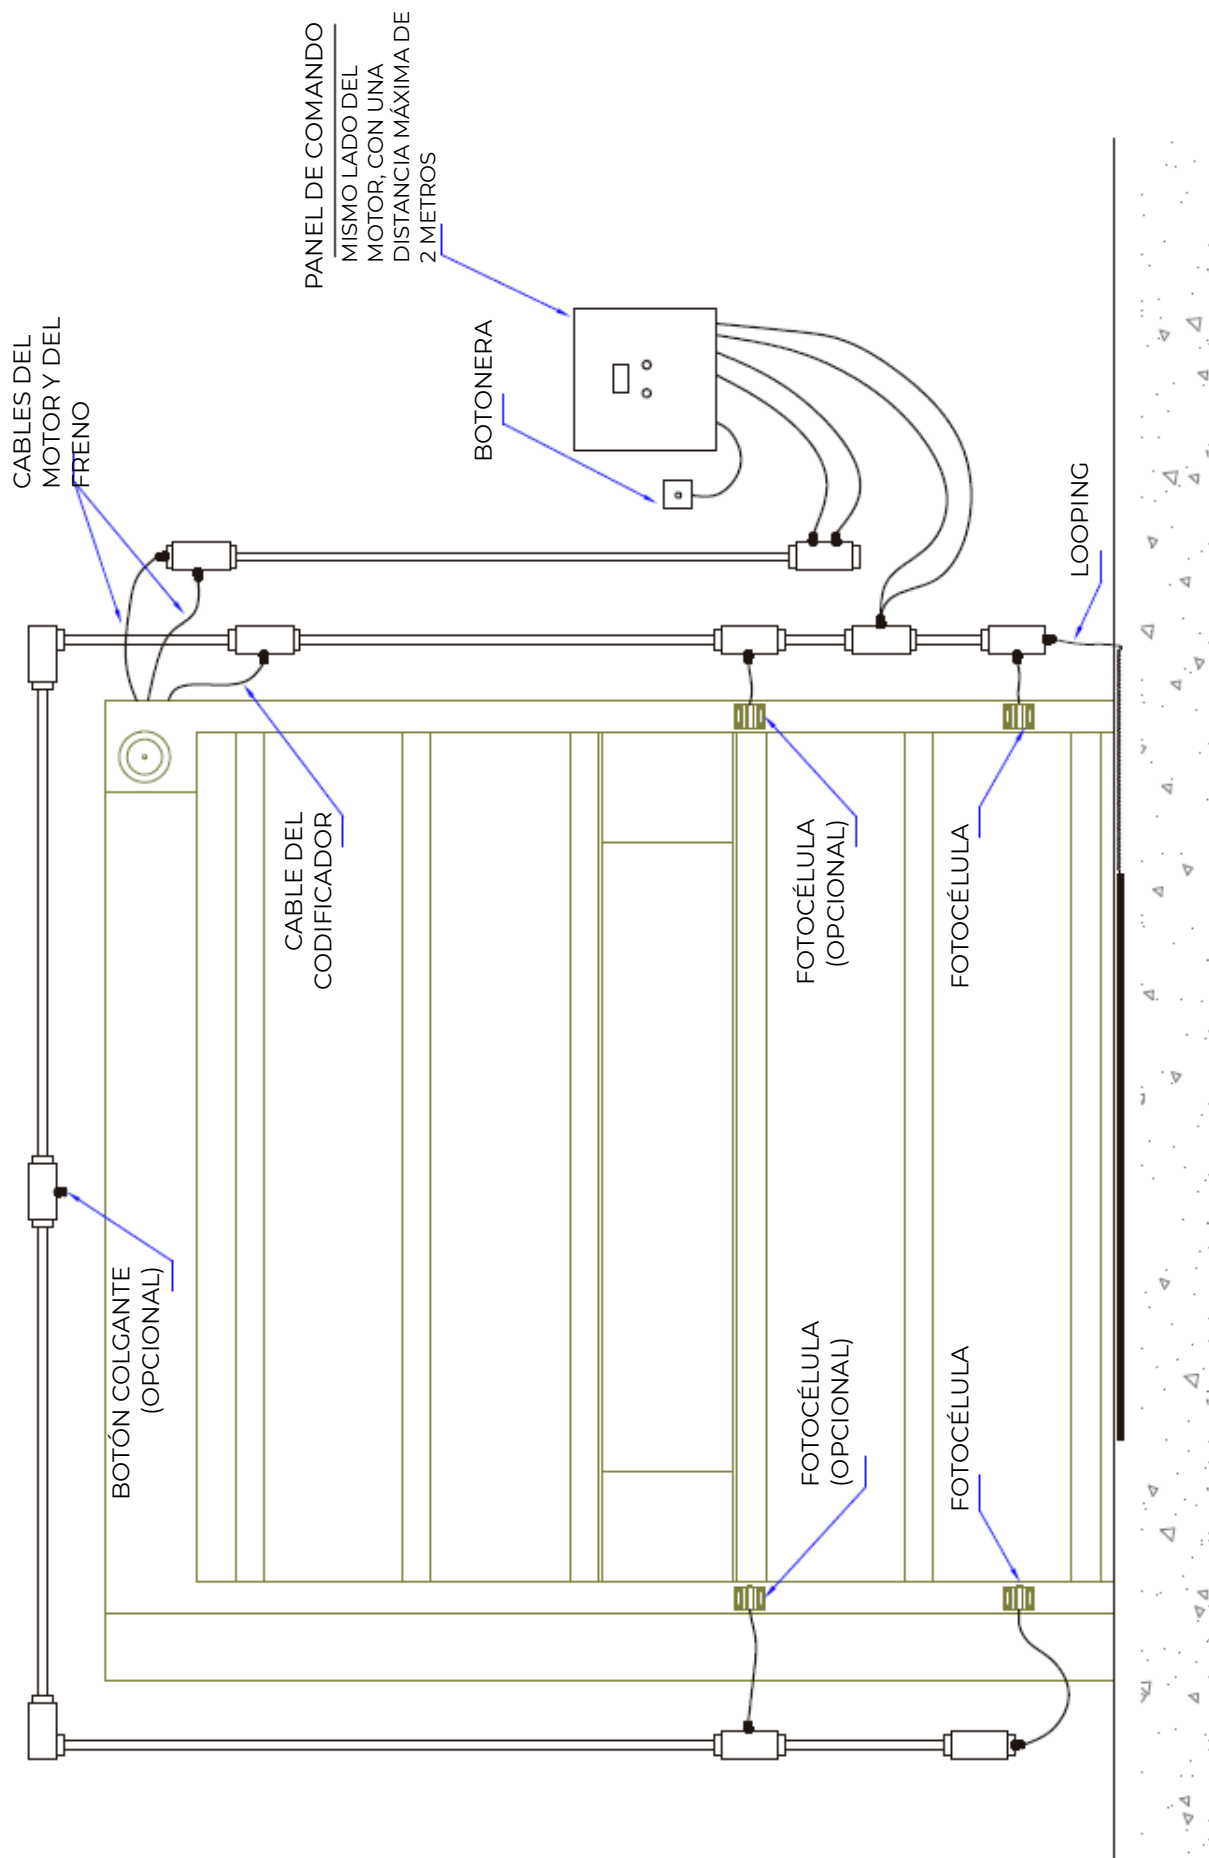 CABLES DEL
MOTOR Y DEL
FRENO
PANEL DE COMANDO
MISMO LADO DEL
MOTOR, CON UNA
DISTANCIA MÁXIMA DE
2 METROS
BOTONERA
LOOPING
CABLE DEL
CODIFICADOR
FOTOCÉLULA
(OPCIONAL)
FOTOCÉLULA
BOTÓN COLGANTE
(OPCIONAL)
FOTOCÉLULA
(OPCIONAL)
FOTOCÉLULA